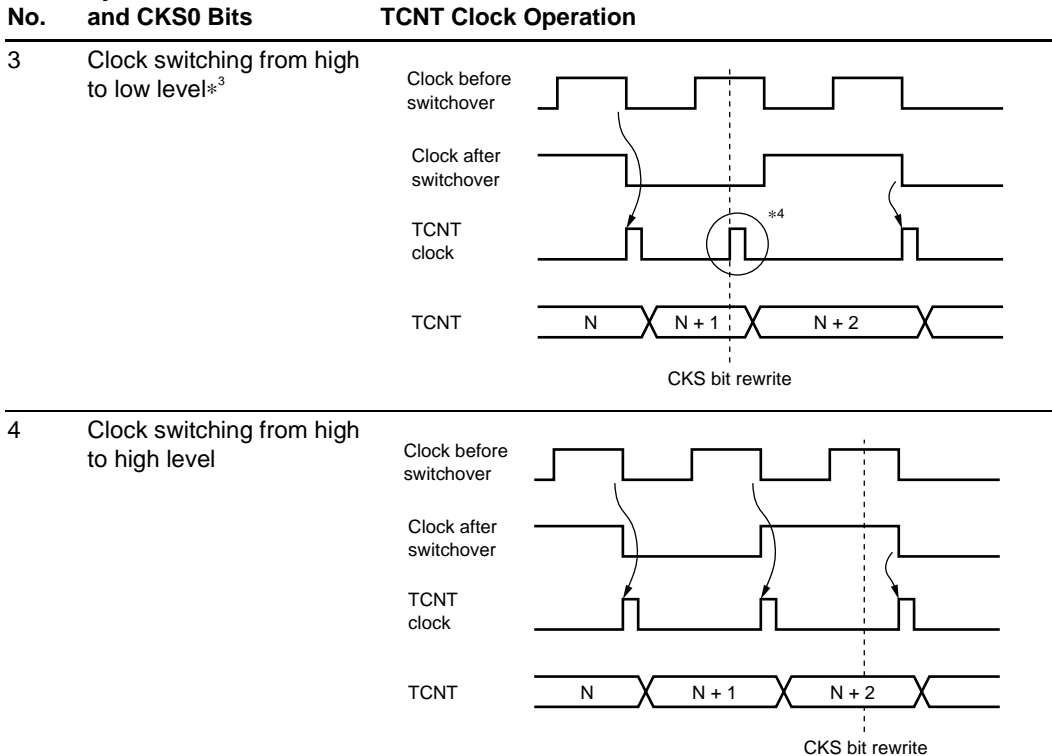 No. and CKS0 Bits TCNT Clock Operation
3 Clock switching from high
to low level*3
Clock before
switchover
Clock after
switchover
TCNT
clock
*4
TCNT N N + 1 N + 2
CKS bit rewrite
4 Clock switching from high
to high level
Clock before
switchover
Clock after
switchover
TCNT
clock
TCNT N N + 1 N + 2
CKS bit rewrite